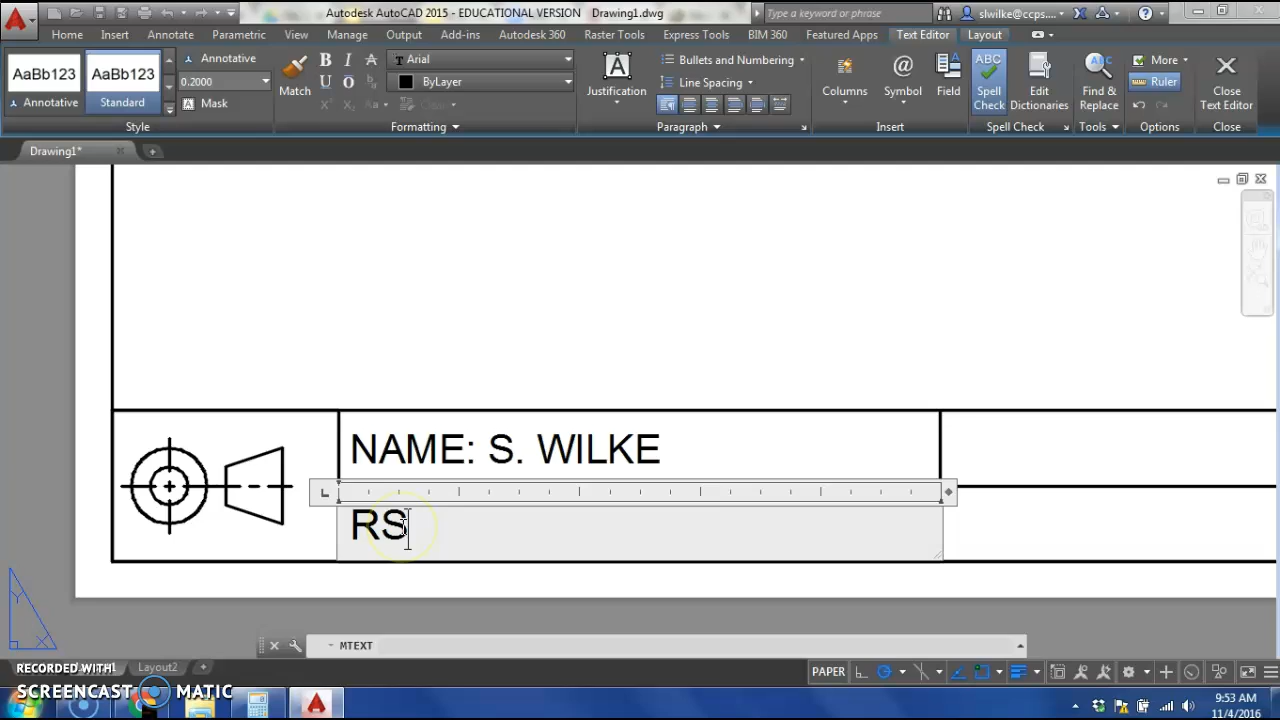 Autodesk AutoCAD 2015 - EDUCATIONAL VERSION Drawing1.dwg
Type a keyword or phrase
slwilke@ccps....
Home Insert Annotate Parametric View Manage Output Add-ins Autodesk 360 Raster Tools Express Tools BIM 360 Featured Apps Text Editor Layout
AaBb123 AaBb123
Annotative Standard
Annotative
0.2000
Mask
Style
Match
Arial
ByLayer
Formatting
Justification
Bullets and Numbering
Line Spacing
Paragraph
Columns
Symbol
Field
Insert
ABC
Spell
Check
Edit
Dictionaries
Spell Check
Find &
Replace
Tools
More
Ruler
Options
Close
Text Editor
Close
Drawing1*
NAME: S. WILKE
RS
Y
X
MTEXT
RECORDED WITH
SCREENCAST MATIC
Layout2
PAPER
9:53 AM
11/4/2016